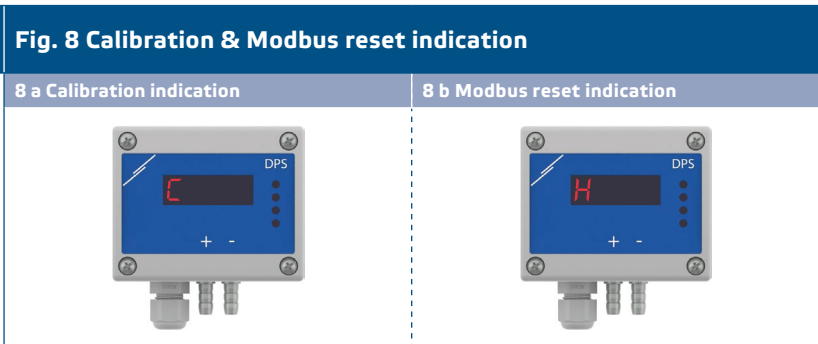 Fig. 8 Calibration & Modbus reset indication
8 a Calibration indication
8 b Modbus reset indication
DPS
C
+ -
DPS
H
+ -